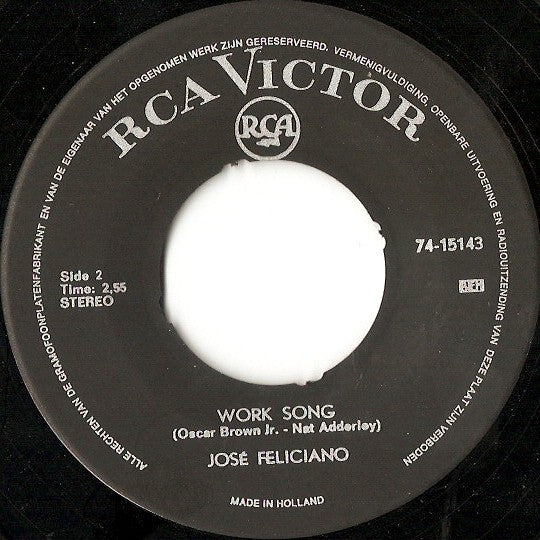 ALLE RECHTEN VAN DE GRAMOFOONPLATENFABRIKANT EN VAN DE EIGENAAR VAN HET OPGENOMEN WERK ZIJN GERESERVEERD. VERMENIGVULDIGING, OPENBARE UITVOERING EN RADIOUITZENDING VAN DEZE PLAAT ZIJN VERBODEN
RCA VICTOR
RCA
74-15143
Side 2
Time: 2,55
STEREO
WORK SONG
(Oscar Brown Jr. - Nat Adderley)
JOSÉ FELICIANO
MADE IN HOLLAND